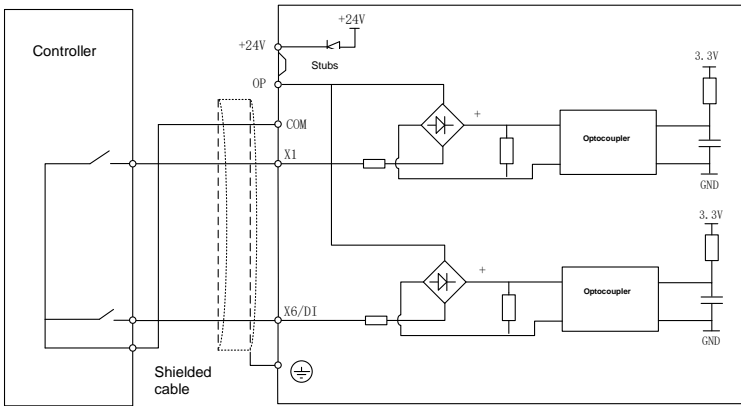 Controller
+24V
+24V
Stubs
OP
COM
X1
+
Optocoupler
3.3V
GND
X6/DI
+
Optocoupler
3.3V
GND
Shielded
cable